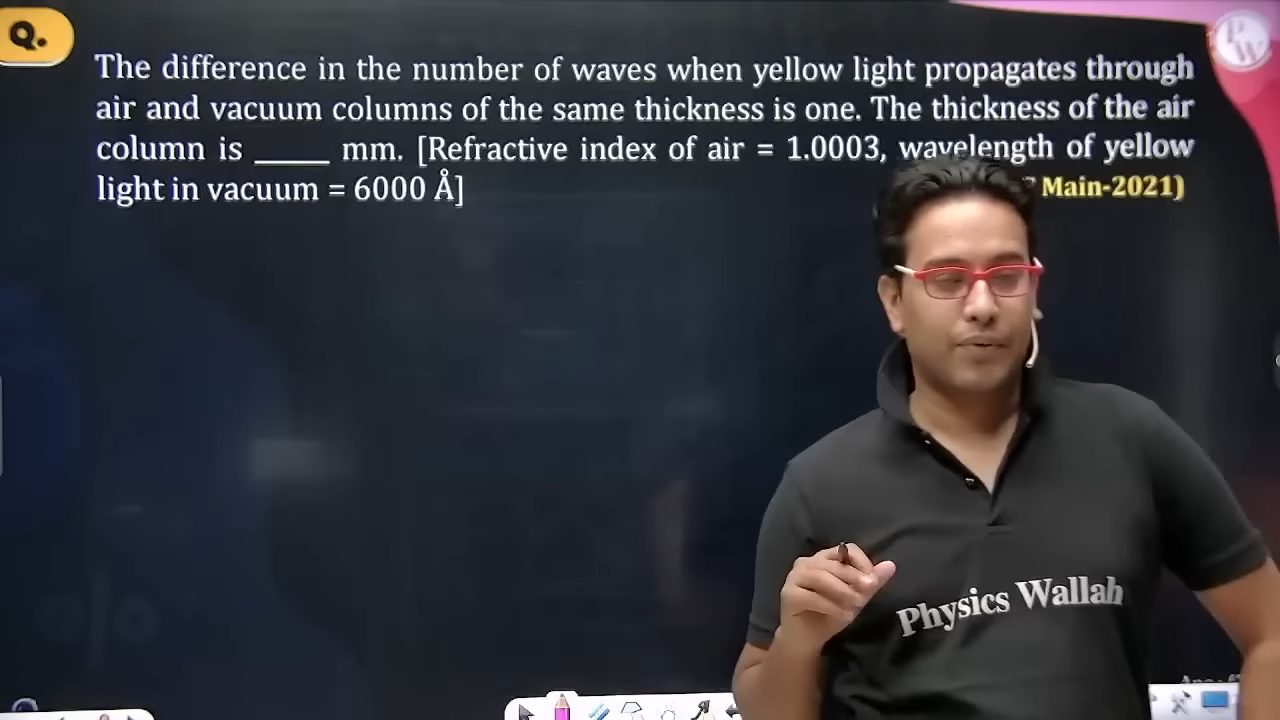 Q.
The difference in the number of waves when yellow light propagates through
air and vacuum columns of the same thickness is one. The thickness of the air
column is _____ mm. [Refractive index of air = 1.0003, wavelength of yellow
light in vacuum = 6000 Å]
Main-2021)
P
W
Physics Wallah